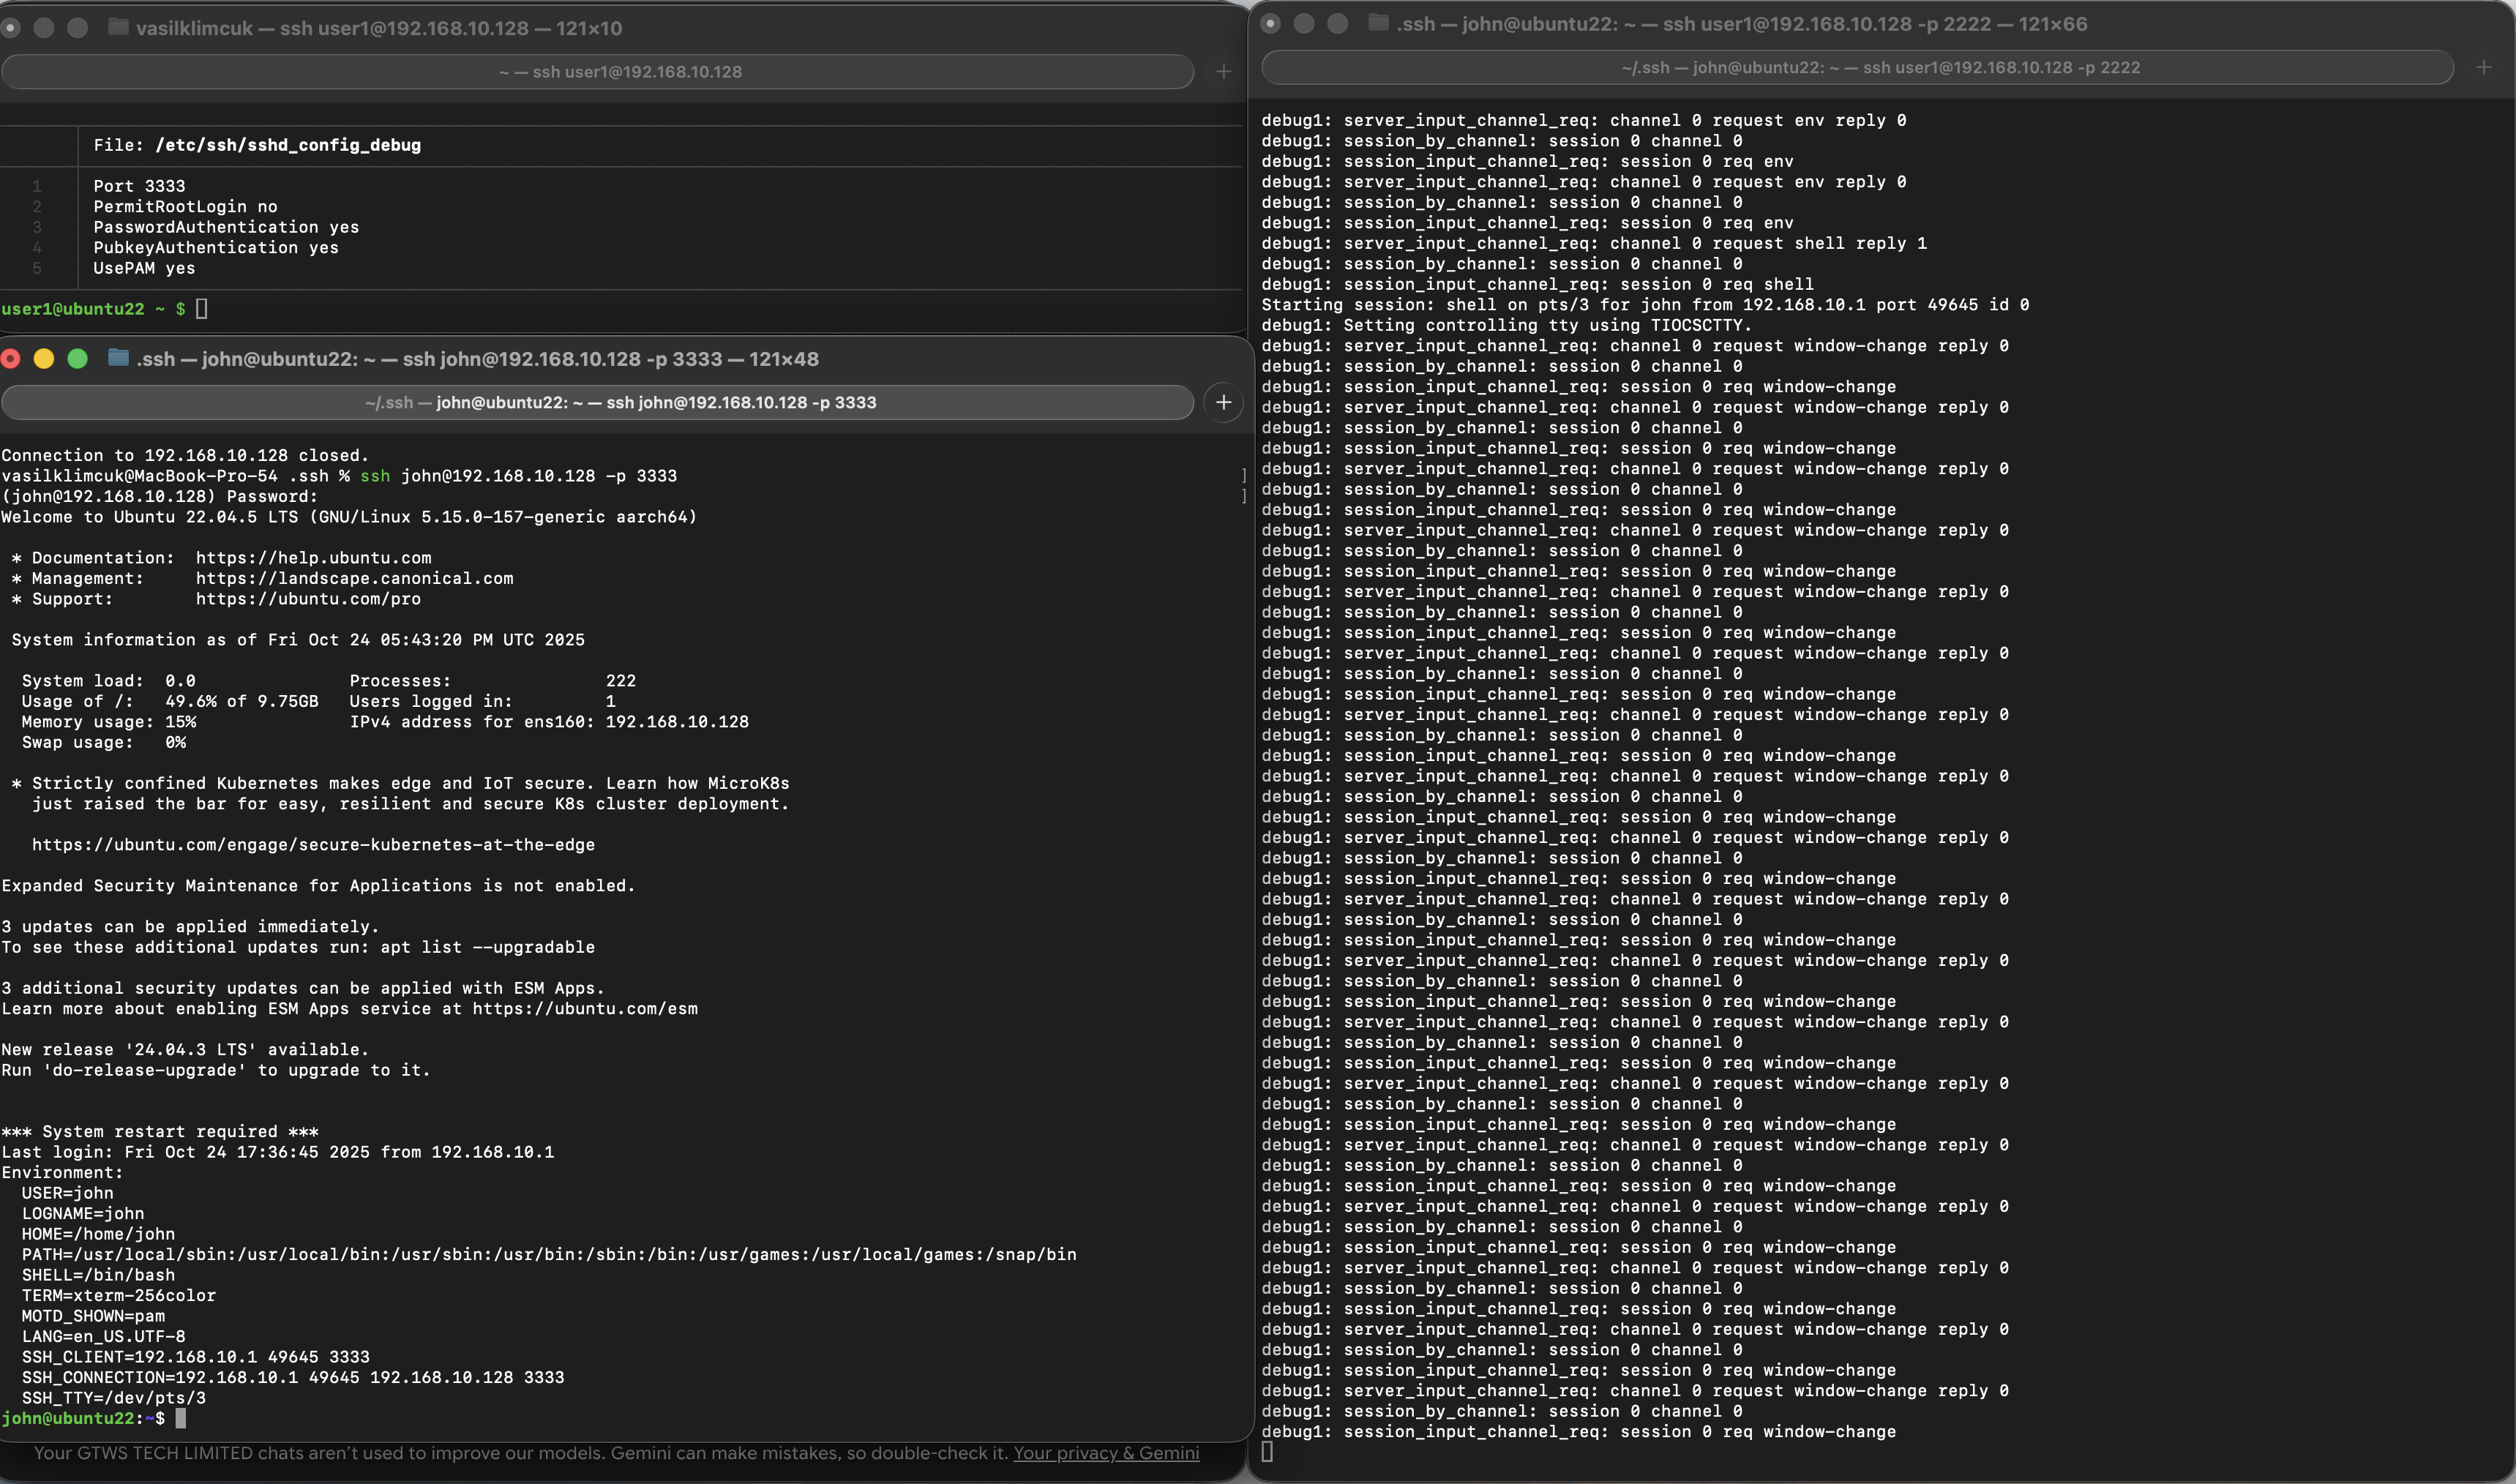 vasilklimcuk — ssh user1@192.168.10.128 — 121×10
~ — ssh user1@192.168.10.128
File: /etc/ssh/sshd_config_debug
1 Port 3333
2 PermitRootLogin no
3 PasswordAuthentication yes
4 PubkeyAuthentication yes
5 UsePAM yes
user1@ubuntu22 ~ $
.ssh — john@ubuntu22: ~ — ssh john@192.168.10.128 -p 3333 — 121×48
~/.ssh — john@ubuntu22: ~ — ssh john@192.168.10.128 -p 3333
Connection to 192.168.10.128 closed.
vasilklimcuk@MacBook-Pro-54 .ssh % ssh john@192.168.10.128 -p 3333
(john@192.168.10.128) Password:
Welcome to Ubuntu 22.04.5 LTS (GNU/Linux 5.15.0-157-generic aarch64)
* Documentation:  https://help.ubuntu.com
* Management:     https://landscape.canonical.com
* Support:        https://ubuntu.com/pro
System information as of Fri Oct 24 05:43:20 PM UTC 2025
System load:  0.0               Processes:               222
Usage of /:   49.6% of 9.75GB   Users logged in:         1
Memory usage: 15%               IPv4 address for ens160: 192.168.10.128
Swap usage:   0%
* Strictly confined Kubernetes makes edge and IoT secure. Learn how MicroK8s
just raised the bar for easy, resilient and secure K8s cluster deployment.
https://ubuntu.com/engage/secure-kubernetes-at-the-edge
Expanded Security Maintenance for Applications is not enabled.
3 updates can be applied immediately.
To see these additional updates run: apt list --upgradable
3 additional security updates can be applied with ESM Apps.
Learn more about enabling ESM Apps service at https://ubuntu.com/esm
New release '24.04.3 LTS' available.
Run 'do-release-upgrade' to upgrade to it.
*** System restart required ***
Last login: Fri Oct 24 17:36:45 2025 from 192.168.10.1
Environment:
USER=john
LOGNAME=john
HOME=/home/john
PATH=/usr/local/sbin:/usr/local/bin:/usr/sbin:/usr/bin:/sbin:/bin:/usr/games:/usr/local/games:/snap/bin
SHELL=/bin/bash
TERM=xterm-256color
MOTD_SHOWN=pam
LANG=en_US.UTF-8
SSH_CLIENT=192.168.10.1 49645 3333
SSH_CONNECTION=192.168.10.1 49645 192.168.10.128 3333
SSH_TTY=/dev/pts/3
john@ubuntu22:~$
Your GTWS TECH LIMITED chats aren't used to improve our models. Gemini can make mistakes, so double-check it. Your privacy & Gemini
.ssh — john@ubuntu22: ~ — ssh user1@192.168.10.128 -p 2222 — 121×66
~/.ssh — john@ubuntu22: ~ — ssh user1@192.168.10.128 -p 2222
debug1: server_input_channel_req: channel 0 request env reply 0
debug1: session_by_channel: session 0 channel 0
debug1: session_input_channel_req: session 0 req env
debug1: server_input_channel_req: channel 0 request env reply 0
debug1: session_by_channel: session 0 channel 0
debug1: session_input_channel_req: session 0 req env
debug1: server_input_channel_req: channel 0 request shell reply 1
debug1: session_by_channel: session 0 channel 0
debug1: session_input_channel_req: session 0 req shell
Starting session: shell on pts/3 for john from 192.168.10.1 port 49645 id 0
debug1: Setting controlling tty using TIOCSCTTY.
debug1: server_input_channel_req: channel 0 request window-change reply 0
debug1: session_by_channel: session 0 channel 0
debug1: session_input_channel_req: session 0 req window-change
debug1: server_input_channel_req: channel 0 request window-change reply 0
debug1: session_by_channel: session 0 channel 0
debug1: session_input_channel_req: session 0 req window-change
debug1: server_input_channel_req: channel 0 request window-change reply 0
debug1: session_by_channel: session 0 channel 0
debug1: session_input_channel_req: session 0 req window-change
debug1: server_input_channel_req: channel 0 request window-change reply 0
debug1: session_by_channel: session 0 channel 0
debug1: session_input_channel_req: session 0 req window-change
debug1: server_input_channel_req: channel 0 request window-change reply 0
debug1: session_by_channel: session 0 channel 0
debug1: session_input_channel_req: session 0 req window-change
debug1: server_input_channel_req: channel 0 request window-change reply 0
debug1: session_by_channel: session 0 channel 0
debug1: session_input_channel_req: session 0 req window-change
debug1: server_input_channel_req: channel 0 request window-change reply 0
debug1: session_by_channel: session 0 channel 0
debug1: session_input_channel_req: session 0 req window-change
debug1: server_input_channel_req: channel 0 request window-change reply 0
debug1: session_by_channel: session 0 channel 0
debug1: session_input_channel_req: session 0 req window-change
debug1: server_input_channel_req: channel 0 request window-change reply 0
debug1: session_by_channel: session 0 channel 0
debug1: session_input_channel_req: session 0 req window-change
debug1: server_input_channel_req: channel 0 request window-change reply 0
debug1: session_by_channel: session 0 channel 0
debug1: session_input_channel_req: session 0 req window-change
debug1: server_input_channel_req: channel 0 request window-change reply 0
debug1: session_by_channel: session 0 channel 0
debug1: session_input_channel_req: session 0 req window-change
debug1: server_input_channel_req: channel 0 request window-change reply 0
debug1: session_by_channel: session 0 channel 0
debug1: session_input_channel_req: session 0 req window-change
debug1: server_input_channel_req: channel 0 request window-change reply 0
debug1: session_by_channel: session 0 channel 0
debug1: session_input_channel_req: session 0 req window-change
debug1: server_input_channel_req: channel 0 request window-change reply 0
debug1: session_by_channel: session 0 channel 0
debug1: session_input_channel_req: session 0 req window-change
debug1: server_input_channel_req: channel 0 request window-change reply 0
debug1: session_by_channel: session 0 channel 0
debug1: session_input_channel_req: session 0 req window-change
debug1: server_input_channel_req: channel 0 request window-change reply 0
debug1: session_by_channel: session 0 channel 0
debug1: session_input_channel_req: session 0 req window-change
debug1: server_input_channel_req: channel 0 request window-change reply 0
debug1: session_by_channel: session 0 channel 0
debug1: session_input_channel_req: session 0 req window-change
debug1: server_input_channel_req: channel 0 request window-change reply 0
debug1: session_by_channel: session 0 channel 0
debug1: session_input_channel_req: session 0 req window-change